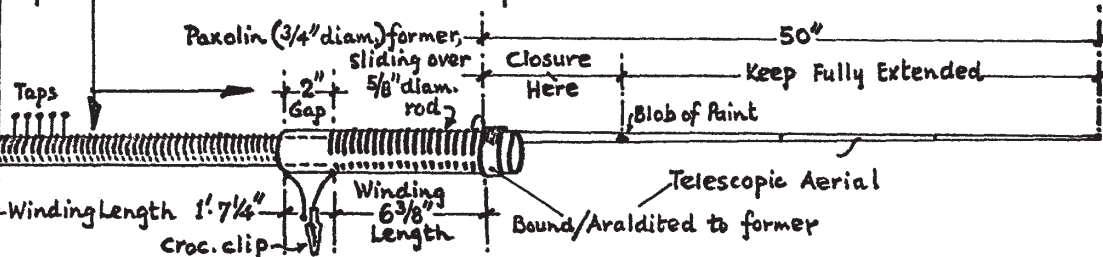 Paxolin (3/4" diam.) former,
sliding over
5/8" diam.
rod
50"
Closure
Here
Keep Fully Extended
Taps
2"
Gap
Blob of Paint
Telescopic Aerial
Winding Length 1'.7 1/4"
Winding
6 3/8"
Length
Bound/Araldited to former
Croc. clip